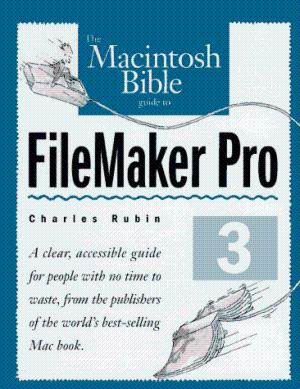 The
Macintosh
Bible
guide to
FileMaker Pro
Charles Rubin
3
A clear, accessible guide
for people with no time to
waste, from the publishers
of the world's best-selling
Mac book.